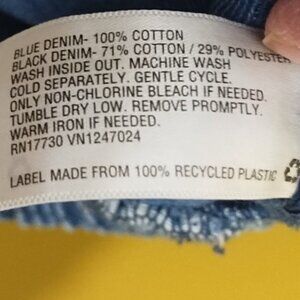 BLUE DENIM- 100% COTTON
BLACK DENIM- 71% COTTON / 29% POLYESTER
WASH INSIDE OUT. MACHINE WASH
COLD SEPARATELY. GENTLE CYCLE.
ONLY NON-CHLORINE BLEACH IF NEEDED.
TUMBLE DRY LOW. REMOVE PROMPTLY.
WARM IRON IF NEEDED.
RN17730 VN1247024
LABEL MADE FROM 100% RECYCLED PLASTIC